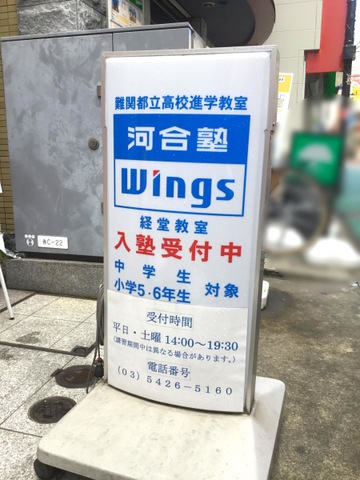 難関都立高校進学教室
河合塾
Wings
経堂教室
入塾受付中
中学生
小学5・6年生 対象
受付時間
平日・土曜 14:00～19:30
(講習期間中は異なる場合があります。)
電話番号
(03) 5426-5160
WC-22